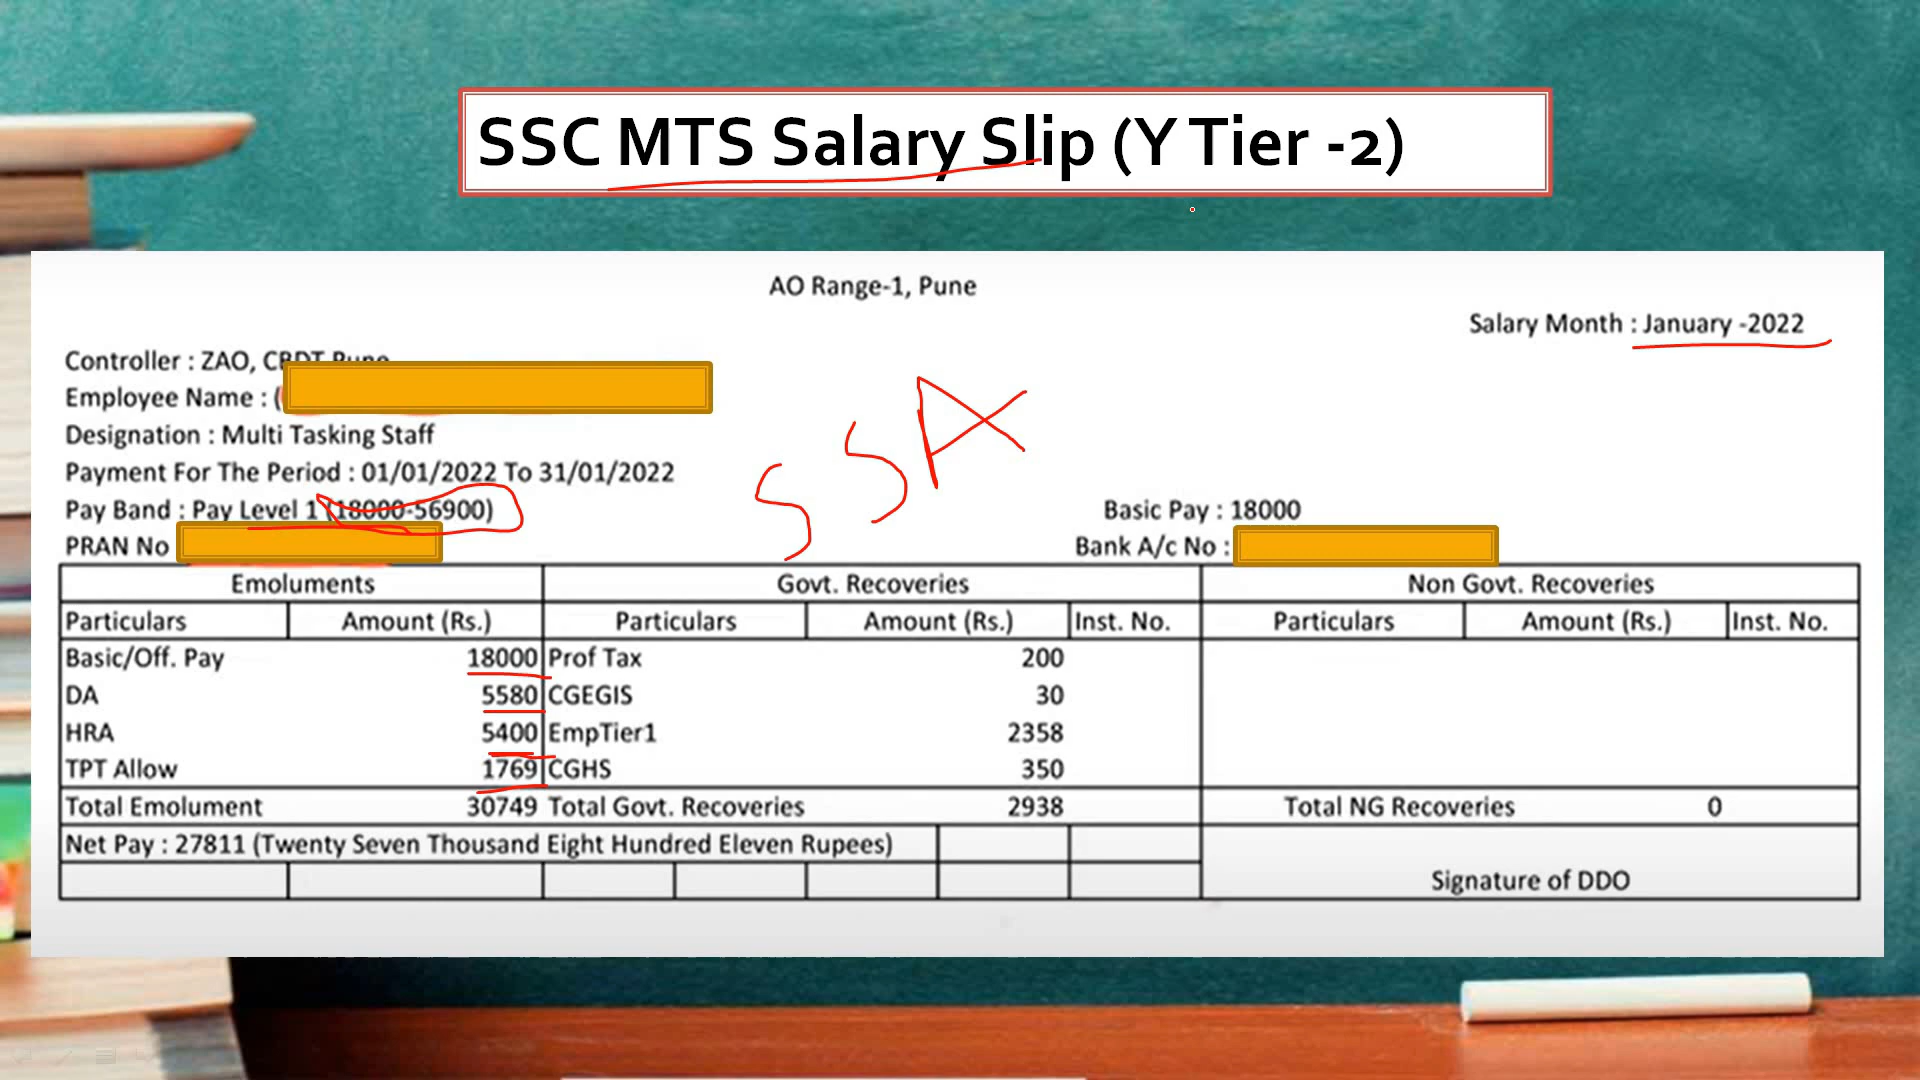 SSC MTS Salary Slip (Y Tier -2)
AO Range-1, Pune
Salary Month : January -2022
Controller : ZAO, CBDT Pune
Employee Name : (
Designation : Multi Tasking Staff
Payment For The Period : 01/01/2022 To 31/01/2022
SSA
Pay Band : Pay Level 1 (18000-56900) Basic Pay : 18000
PRAN No Bank A/c No :
Emoluments Govt. Recoveries Non Govt. Recoveries
Particulars Amount (Rs.) Particulars Amount (Rs.) Inst. No. Particulars Amount (Rs.) Inst. No.
Basic/Off. Pay 18000 Prof Tax 200
DA 5580 CGEGIS 30
HRA 5400 EmpTier1 2358
TPT Allow 1769 CGHS 350
Total Emolument 30749 Total Govt. Recoveries 2938 Total NG Recoveries 0
Net Pay : 27811 (Twenty Seven Thousand Eight Hundred Eleven Rupees)
Signature of DDO